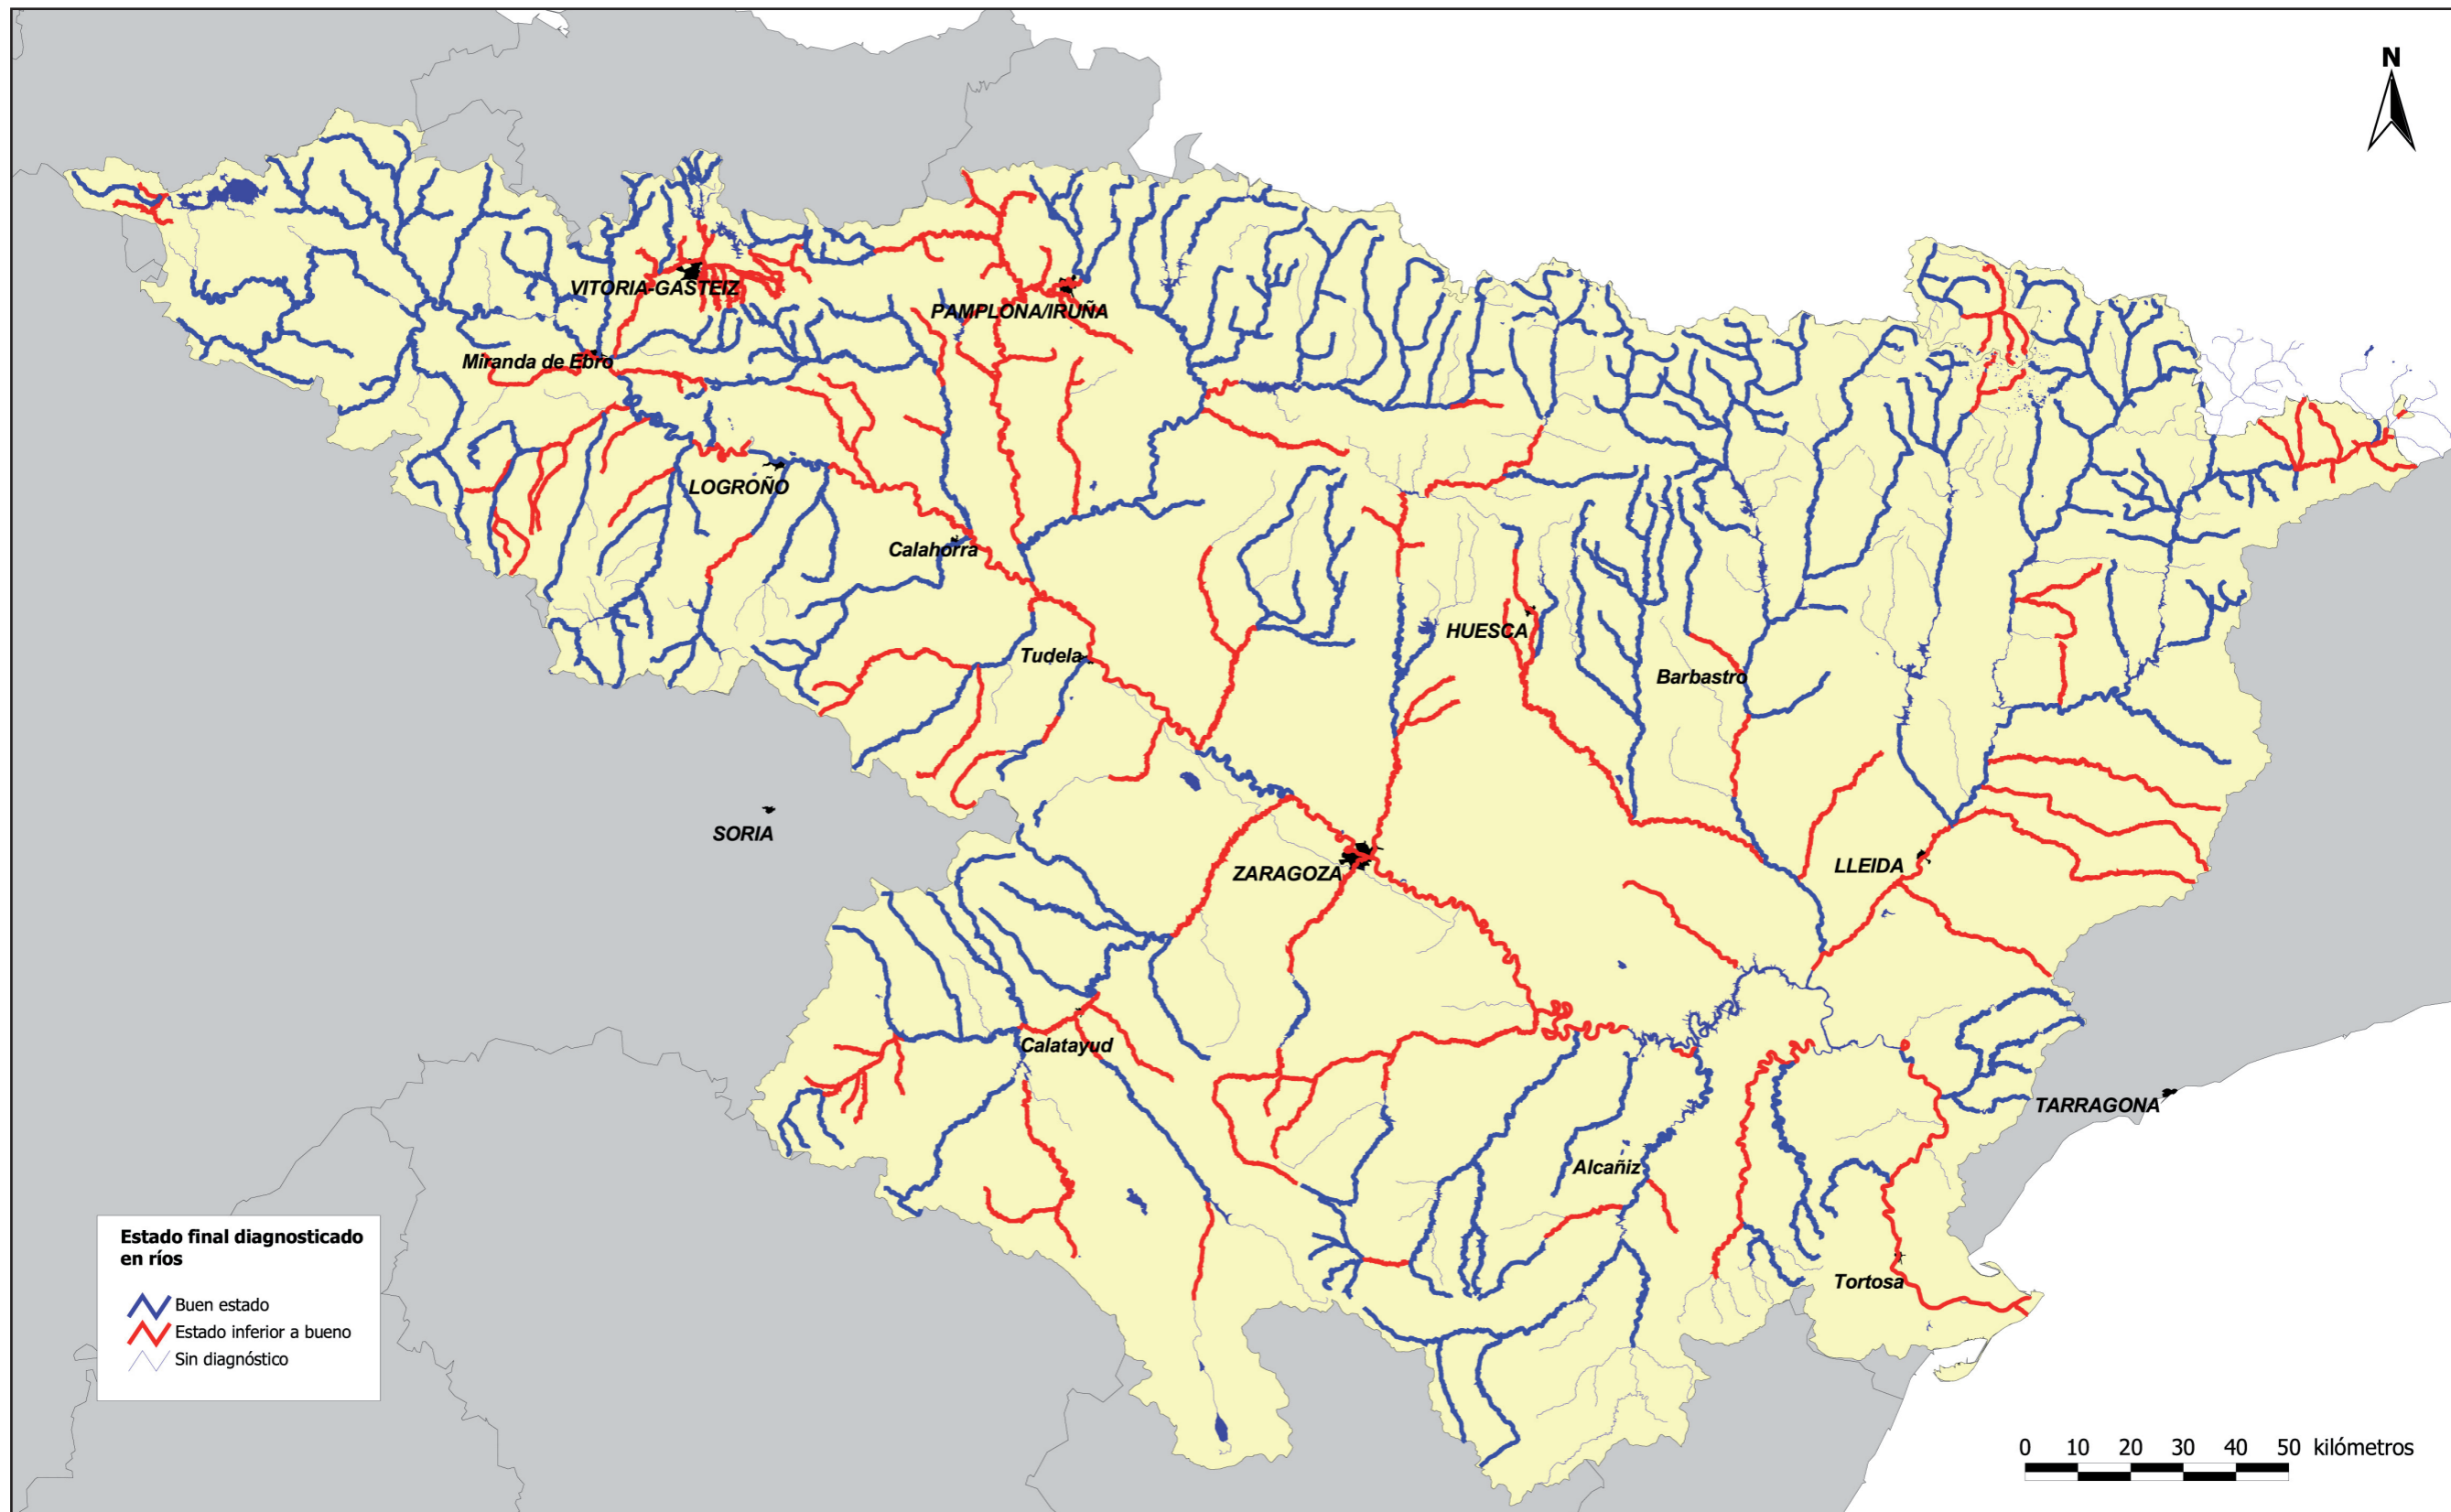 N
VITORIA-GASTEIZ
PAMPLONA/IRUÑA
Miranda de Ebro
LOGROÑO
Calahorra
Tudela
HUESCA
Barbastro
SORIA
ZARAGOZA
LLEIDA
Calatayud
TARRAGONA
Alcañiz
Tortosa
Estado final diagnosticado
en ríos
Buen estado
Estado inferior a bueno
Sin diagnóstico
0 10 20 30 40 50 kilómetros